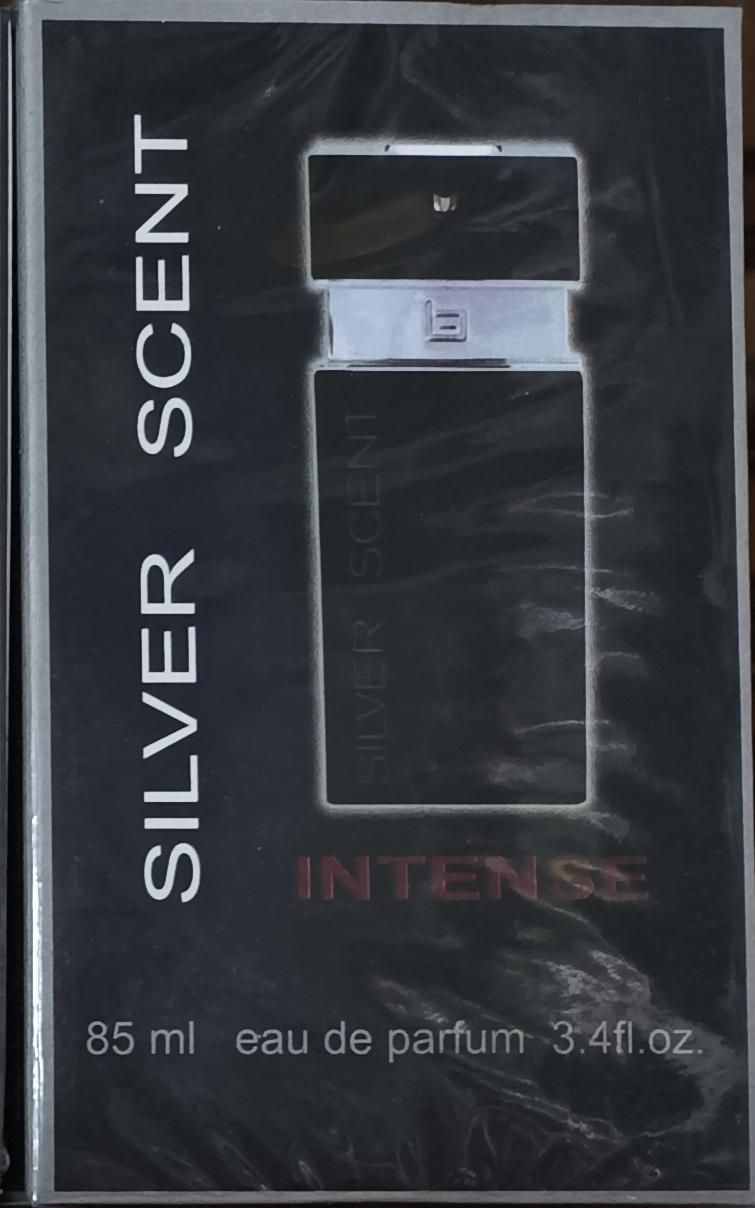 SILVER SCENT
SILVER SCENT
INTENSE
85 ml eau de parfum 3.4fl.oz.